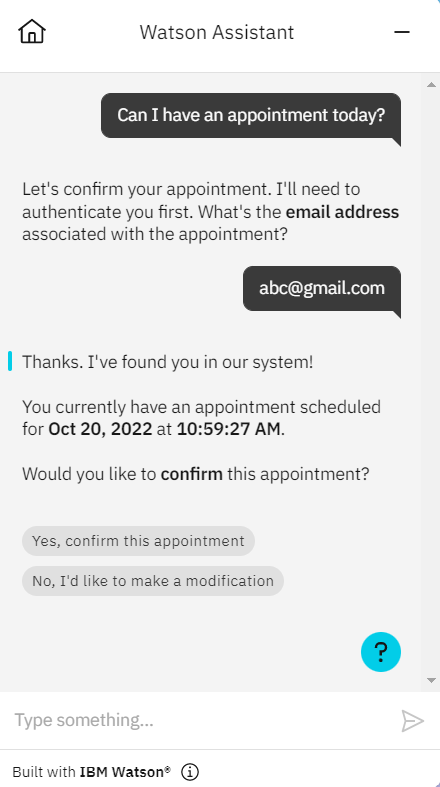 Watson Assistant
Can I have an appointment today?
Let's confirm your appointment. I'll need to
authenticate you first. What's the email address
associated with the appointment?
abc@gmail.com
Thanks. I've found you in our system!
You currently have an appointment scheduled
for Oct 20, 2022 at 10:59:27 AM.
Would you like to confirm this appointment?
Yes, confirm this appointment
No, I'd like to make a modification
?
Type something...
Built with IBM Watson®